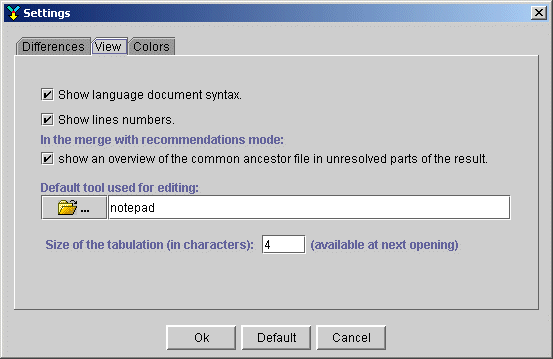 Settings
Differences View Colors
Show language document syntax.
Show lines numbers.
In the merge with recommendations mode:
show an overview of the common ancestor file in unresolved parts of the result.
Default tool used for editing:
... notepad
Size of the tabulation (in characters): 4 (available at next opening)
Ok Default Cancel